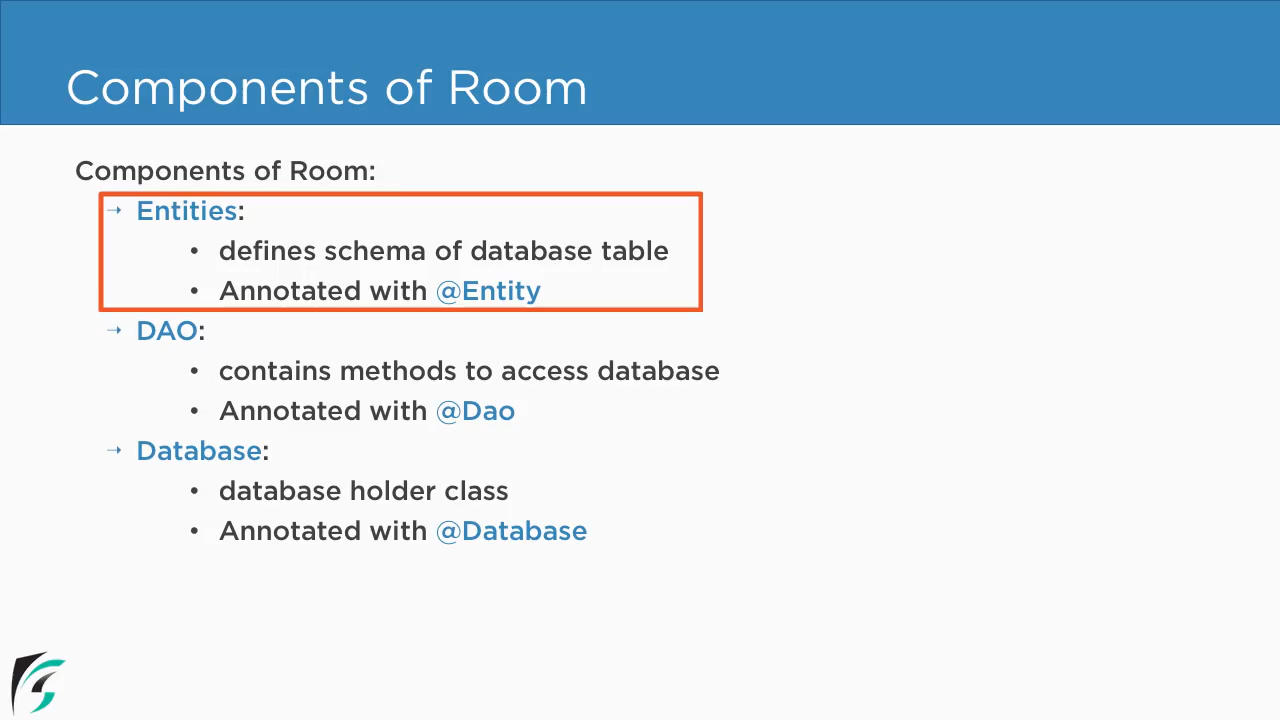 Components of Room
Components of Room:
→ Entities:
• defines schema of database table
• Annotated with @Entity
→ DAO:
• contains methods to access database
• Annotated with @Dao
→ Database:
• database holder class
• Annotated with @Database